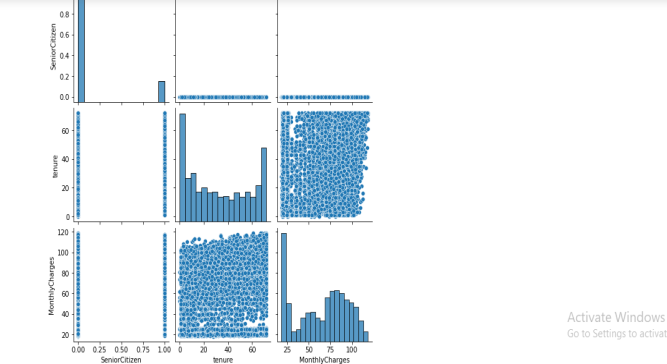 SeniorCitizen
0.8
0.6
0.4
0.2
0.0
tenure
60
40
20
0
MonthlyCharges
120
100
80
60
40
20
0.00 0.25 0.50 0.75 1.00
SeniorCitizen
0 20 40 60
tenure
25 50 75 100
MonthlyCharges
Activate Windows
Go to Settings to activat